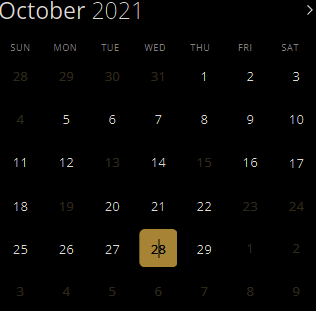 October 2021
SUN MON TUE WED THU FRI SAT
28 29 30 31 1 2 3
4 5 6 7 8 9 10
11 12 13 14 15 16 17
18 19 20 21 22 23 24
25 26 27 28 29 1 2
3 4 5 6 7 8 9